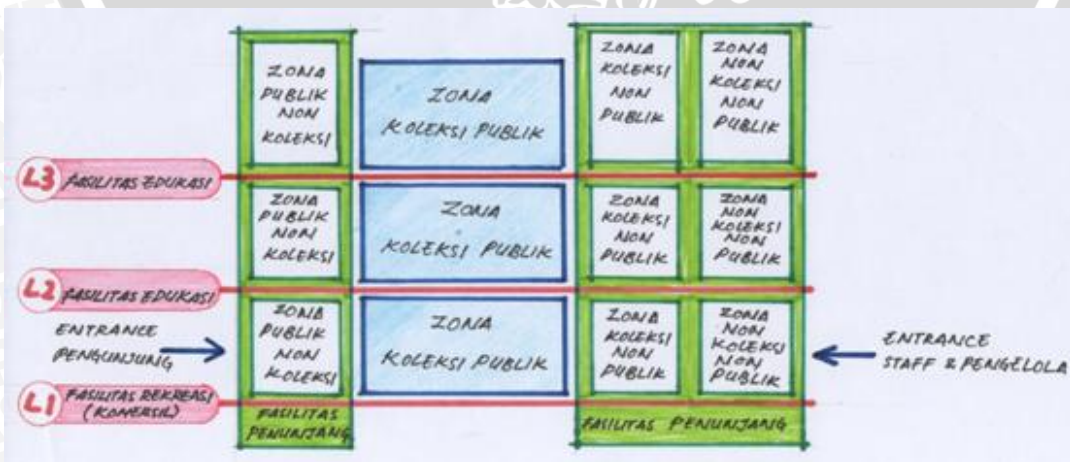 ZONA
PUBLIK
NON
KOLEKSI
ZONA
KOLEKSI PUBLIK
ZONA
KOLEKSI
NON
PUBLIK
ZONA
NON
KOLEKSI
NON
PUBLIK
L3 FASILITAS EDUKASI
ZONA
PUBLIK
NON
KOLEKSI
ZONA
KOLEKSI PUBLIK
ZONA
KOLEKSI
NON
PUBLIK
ZONA
NON
KOLEKSI
NON
PUBLIK
L2 FASILITAS EDUKASI
ENTRANCE
PENGUNJUNG
ZONA
PUBLIK
NON
KOLEKSI
ZONA
KOLEKSI PUBLIK
ZONA
KOLEKSI
NON
PUBLIK
ZONA
NON
KOLEKSI
NON
PUBLIK
ENTRANCE
STAFF & PENGELOLA
L1 FASILITAS REKREASI
(KOMERSIL)
FASILITAS
PENUNJANG
FASILITAS PENUNJANG